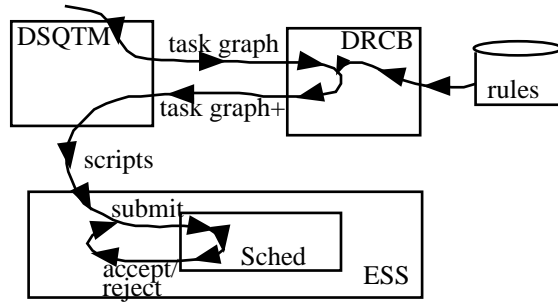 DSQTM
task graph
DRCB
task graph+
rules
scripts
submit
Sched
accept/
reject
ESS